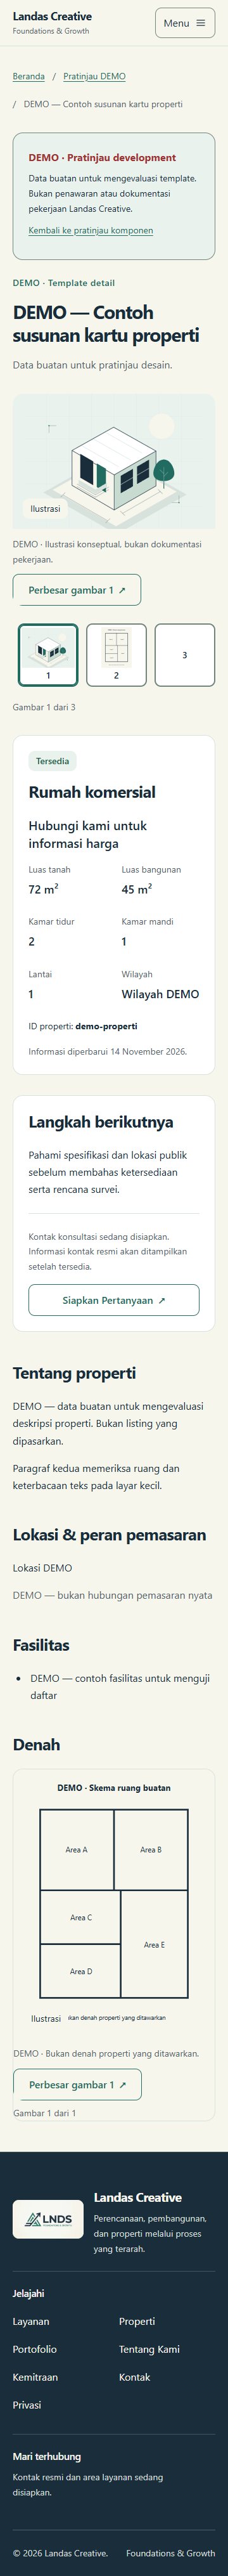 Landas Creative
Foundations & Growth
Menu
Beranda / Pratinjau DEMO
/ DEMO — Contoh susunan kartu properti
DEMO · Pratinjau development
Data buatan untuk mengevaluasi template.
Bukan penawaran atau dokumentasi
pekerjaan Landas Creative.
Kembali ke pratinjau komponen
DEMO · Template detail
DEMO — Contoh
susunan kartu properti
Data buatan untuk pratinjau desain.
Ilustrasi
DEMO · Ilustrasi konseptual, bukan dokumentasi
pekerjaan.
Perbesar gambar 1 ↗
1
2
3
Gambar 1 dari 3
Tersedia
Rumah komersial
Hubungi kami untuk
informasi harga
Luas tanah
Luas bangunan
72 m²
45 m²
Kamar tidur
Kamar mandi
2
1
Lantai
Wilayah
1
Wilayah DEMO
ID properti: demo-properti
Informasi diperbarui 14 November 2026.
Langkah berikutnya
Pahami spesifikasi dan lokasi publik
sebelum membahas ketersediaan
serta rencana survei.
Kontak konsultasi sedang disiapkan.
Informasi kontak resmi akan ditampilkan
setelah tersedia.
Siapkan Pertanyaan ↗
Tentang properti
DEMO — data buatan untuk mengevaluasi
deskripsi properti. Bukan listing yang
dipasarkan.
Paragraf kedua memeriksa ruang dan
keterbacaan teks pada layar kecil.
Lokasi & peran pemasaran
Lokasi DEMO
DEMO — bukan hubungan pemasaran nyata
Fasilitas
• DEMO — contoh fasilitas untuk menguji
daftar
Denah
DEMO · Skema ruang buatan
Area A
Area B
Area C
Area E
Area D
Ilustrasi
kan denah properti yang ditawarkan
DEMO · Bukan denah properti yang ditawarkan.
Perbesar gambar 1 ↗
Gambar 1 dari 1
LNDS
Landas Creative
Perencanaan, pembangunan,
dan properti melalui proses
yang terarah.
Jelajahi
Layanan
Properti
Portofolio
Tentang Kami
Kemitraan
Kontak
Privasi
Mari terhubung
Kontak resmi dan area layanan sedang
disiapkan.
© 2026 Landas Creative.
Foundations & Growth